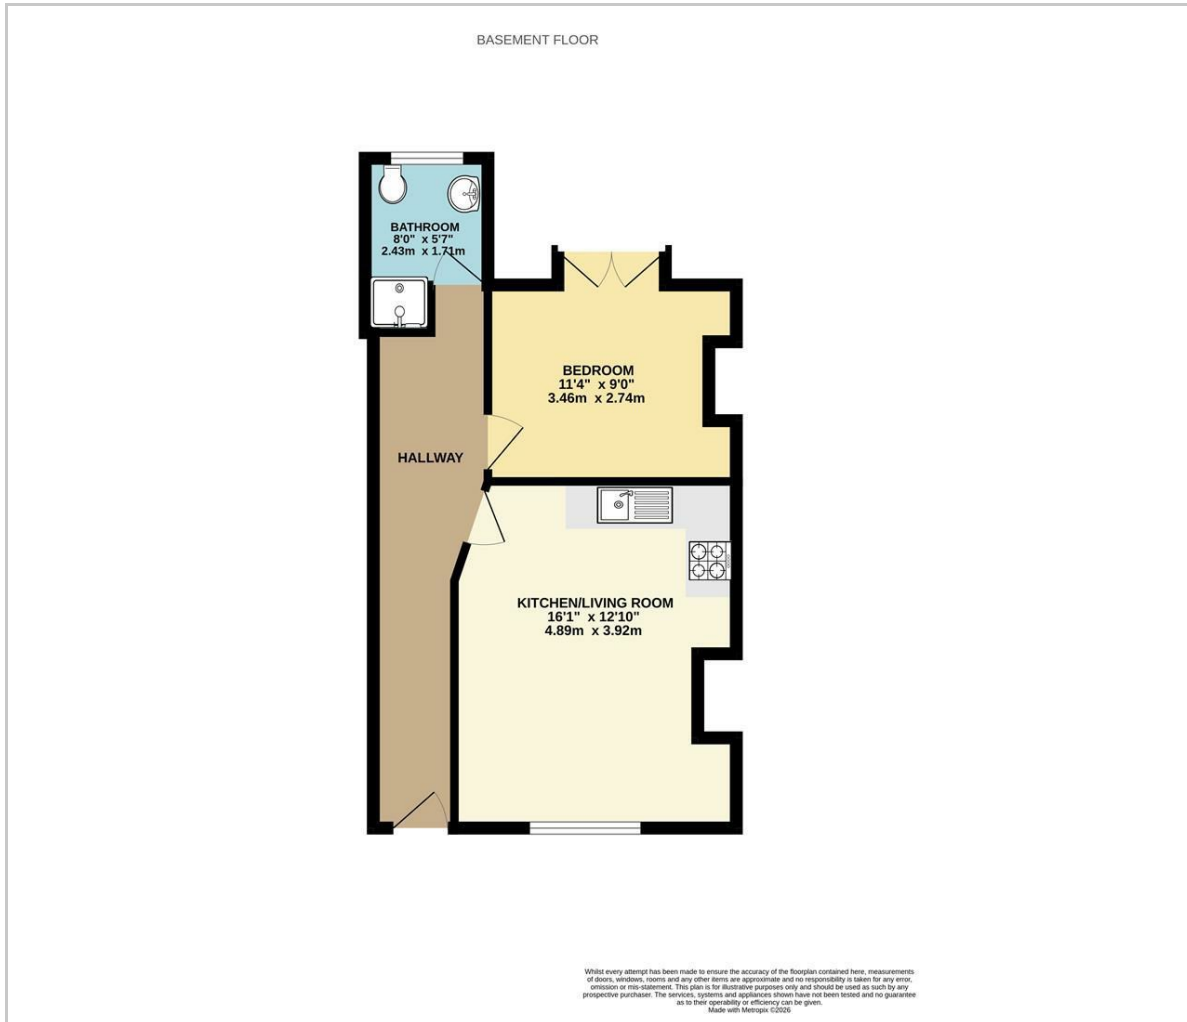 BASEMENT FLOOR
BATHROOM
8'0" x 5'7"
2.43m x 1.71m
BEDROOM
11'4" x 9'0"
3.46m x 2.74m
HALLWAY
KITCHEN/LIVING ROOM
16'1" x 12'10"
4.89m x 3.92m
Whilst every attempt has been made to ensure the accuracy of the floorplan contained here, measurements
of doors, windows, rooms and any other items are approximate and no responsibility is taken for any error,
omission or mis-statement. This plan is for illustrative purposes only and should be used as such by any
prospective purchaser. The services, systems and appliances shown have not been tested and no guarantee
as to their operability or efficiency can be given.
Made with Metropix ©2026